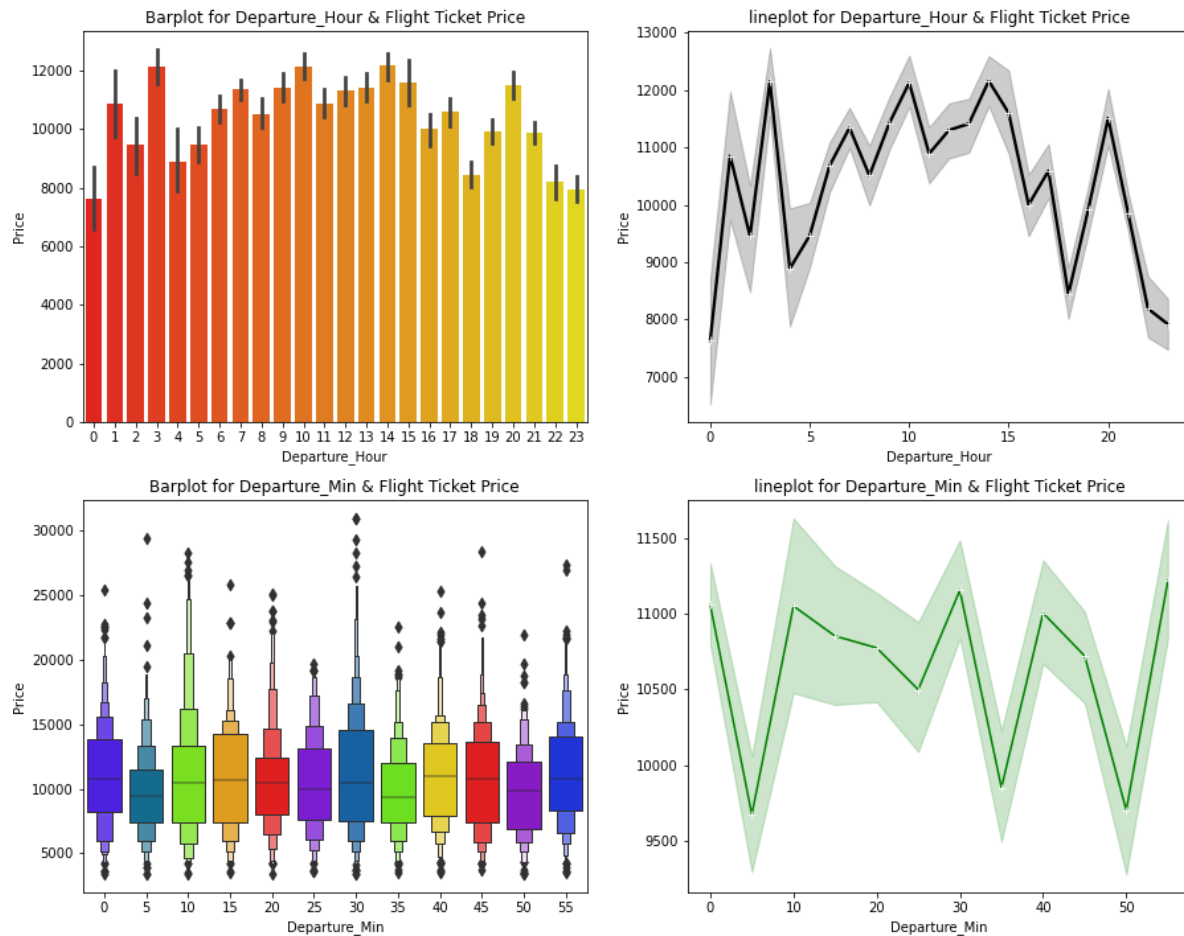 Barplot for Departure_Hour & Flight Ticket Price
Price
12000
10000
8000
6000
4000
2000
0
0 1 2 3 4 5 6 7 8 9 10 11 12 13 14 15 16 17 18 19 20 21 22 23
Departure_Hour
lineplot for Departure_Hour & Flight Ticket Price
Price
13000
12000
11000
10000
9000
8000
7000
0 5 10 15 20
Departure_Hour
Barplot for Departure_Min & Flight Ticket Price
Price
30000
25000
20000
15000
10000
5000
0 5 10 15 20 25 30 35 40 45 50 55
Departure_Min
lineplot for Departure_Min & Flight Ticket Price
Price
11500
11000
10500
10000
9500
0 10 20 30 40 50
Departure_Min